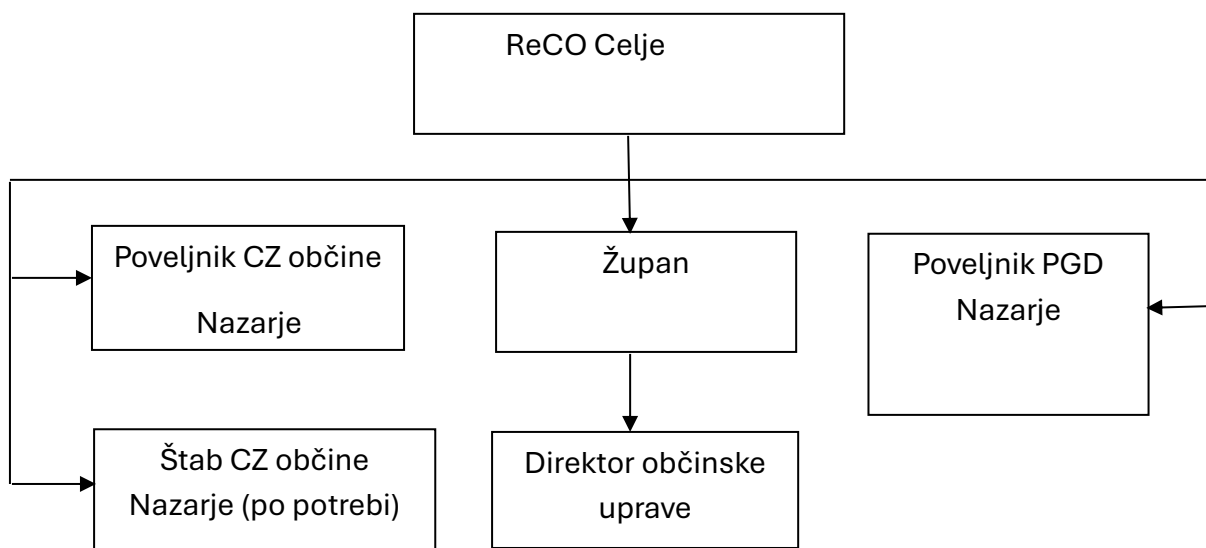 ReCO Celje
Poveljnik CZ občine
Nazarje
Župan
Poveljnik PGD
Nazarje
Štab CZ občine
Nazarje (po potrebi)
Direktor občinske
uprave